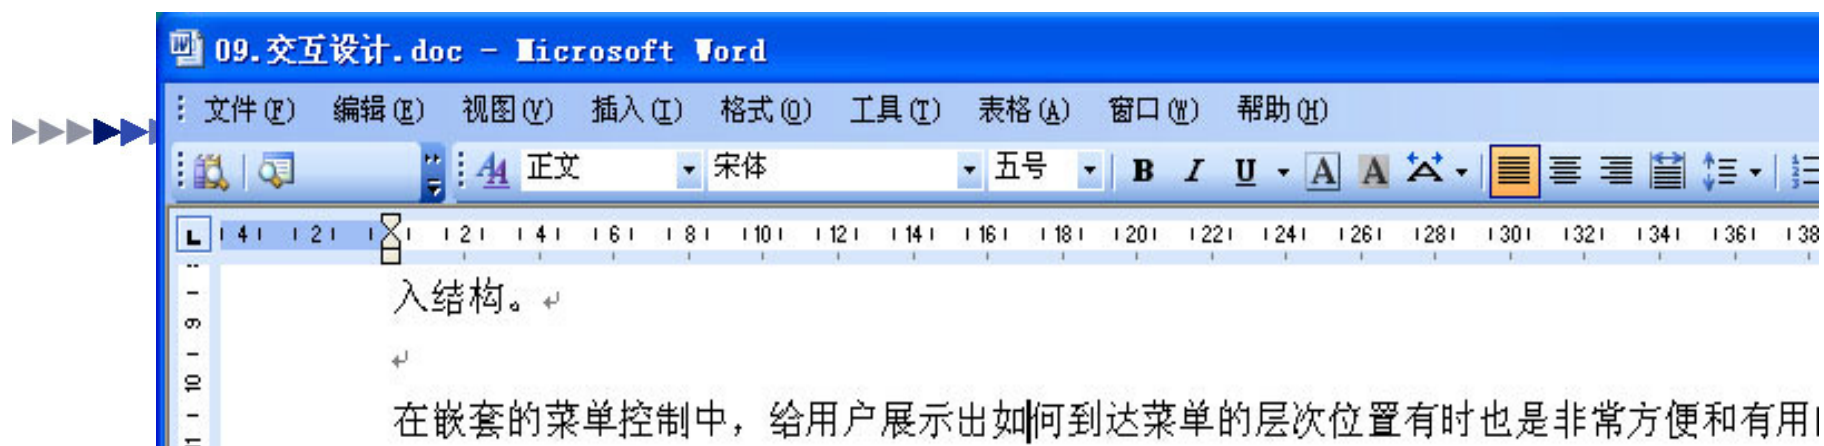 09.交互设计.doc - Microsoft Word
文件(F) 编辑(E) 视图(V) 插入(I) 格式(O) 工具(T) 表格(A) 窗口(W) 帮助(H)
正文 宋体 五号 B I U A A
L 4 2 2 4 6 8 10 12 14 16 18 20 22 24 26 28 30 32 34 36 38
入结构。
9
10
在嵌套的菜单控制中，给用户展示出如何到达菜单的层次位置有时也是非常方便和有用